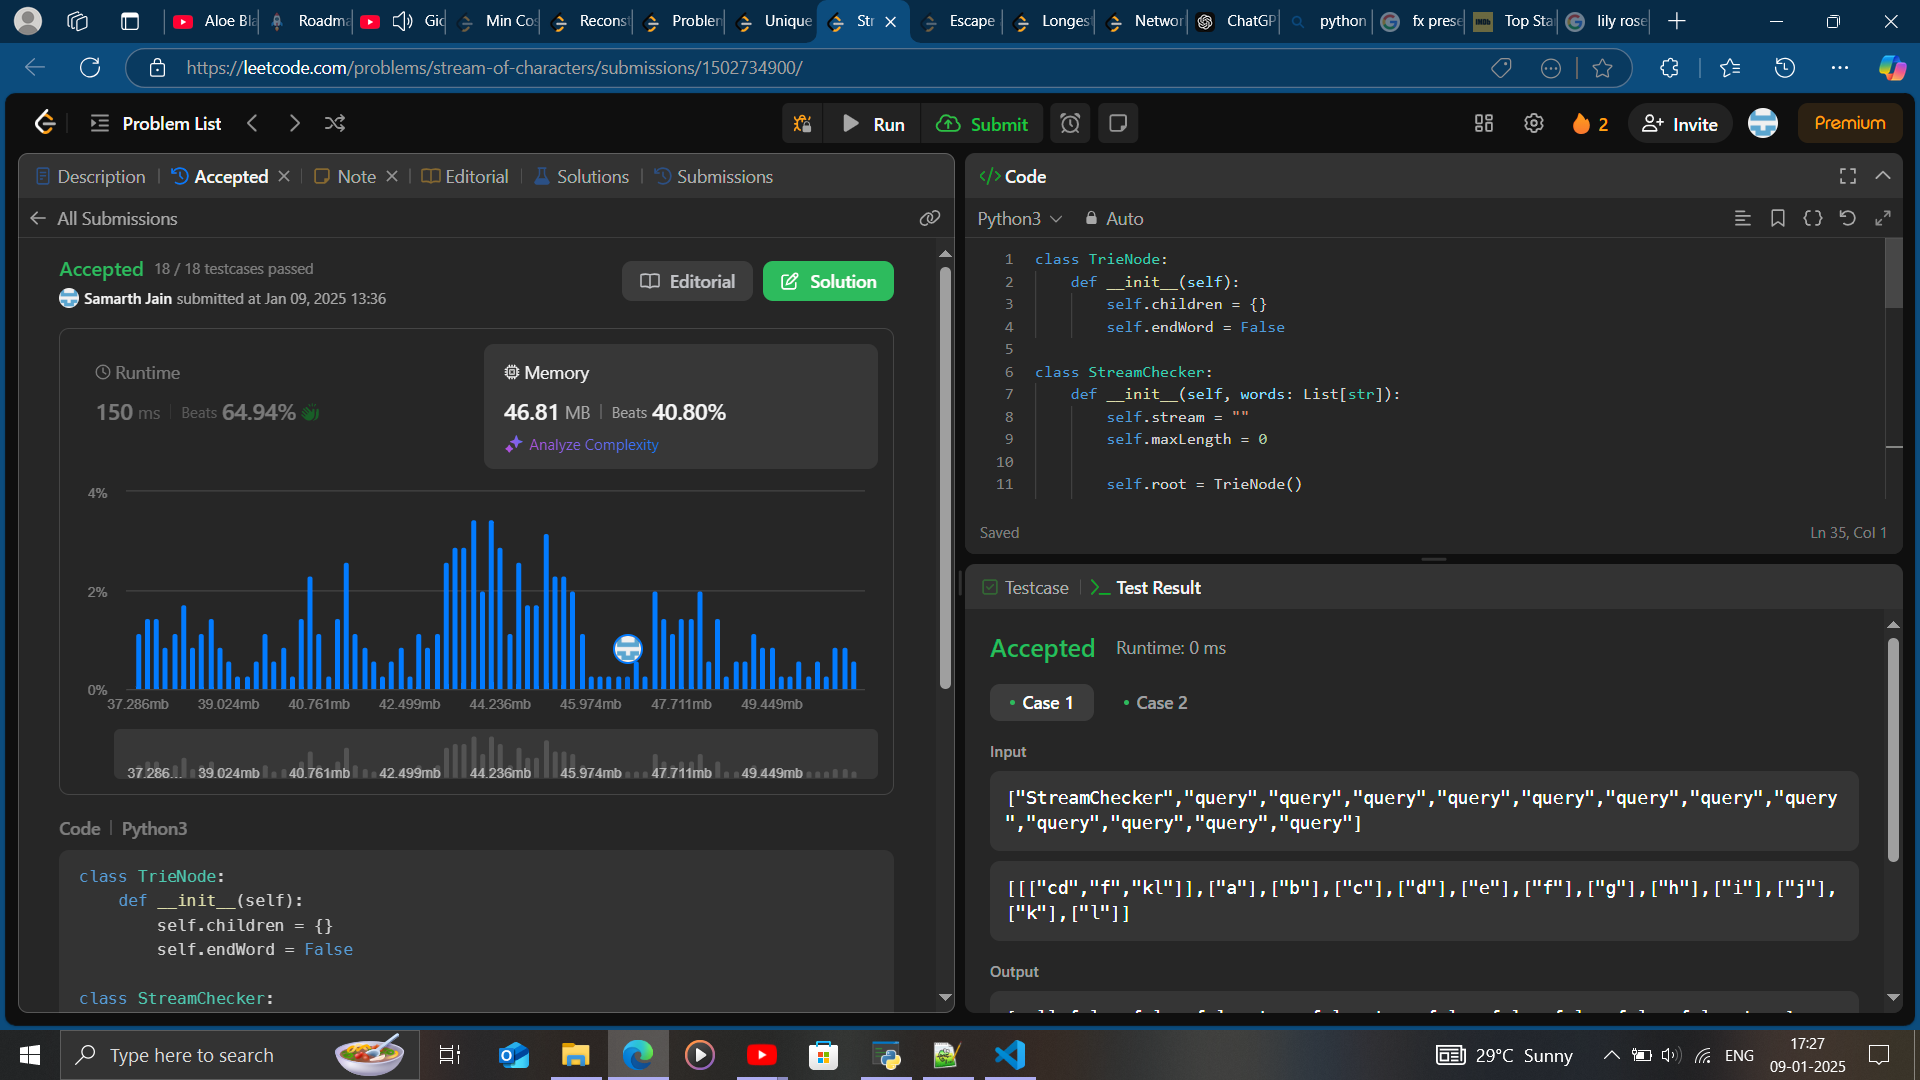 Aloe Bla
Roadma
Gio
Min Cos
Reconst
Problem
Unique
Str
Escape
Longest
Networ
ChatGP
python
fx prese
Top Sta
lily rose
https://leetcode.com/problems/stream-of-characters/submissions/1502734900/
Problem List
Run
Submit
2
Invite
Premium
Description
Accepted
Note
Editorial
Solutions
Submissions
All Submissions
Accepted 18 / 18 testcases passed
Samarth Jain submitted at Jan 09, 2025 13:36
Editorial
Solution
Runtime
150 ms Beats 64.94%
Memory
46.81 MB Beats 40.80%
Analyze Complexity
4%
2%
0%
37.286mb 39.024mb 40.761mb 42.499mb 44.236mb 45.974mb 47.711mb 49.449mb
37.286... 39.024mb 40.761mb 42.499mb 44.236mb 45.974mb 47.711mb 49.449mb
Code Python3
class TrieNode:
def __init__(self):
self.children = {}
self.endWord = False
class StreamChecker:
</> Code
Python3 Auto
1 class TrieNode:
2 def __init__(self):
3 self.children = {}
4 self.endWord = False
5
6 class StreamChecker:
7 def __init__(self, words: List[str]):
8 self.stream = ""
9 self.maxLength = 0
10
11 self.root = TrieNode()
Saved
Ln 35, Col 1
Testcase
Test Result
Accepted Runtime: 0 ms
Case 1
Case 2
Input
["StreamChecker","query","query","query","query","query","query","query","query
","query","query","query","query"]
[[["cd","f","kl"]],["a"],["b"],["c"],["d"],["e"],["f"],["g"],["h"],["i"],["j"],
["k"],["l"]]
Output
Type here to search
29°C Sunny
ENG
17:27
09-01-2025